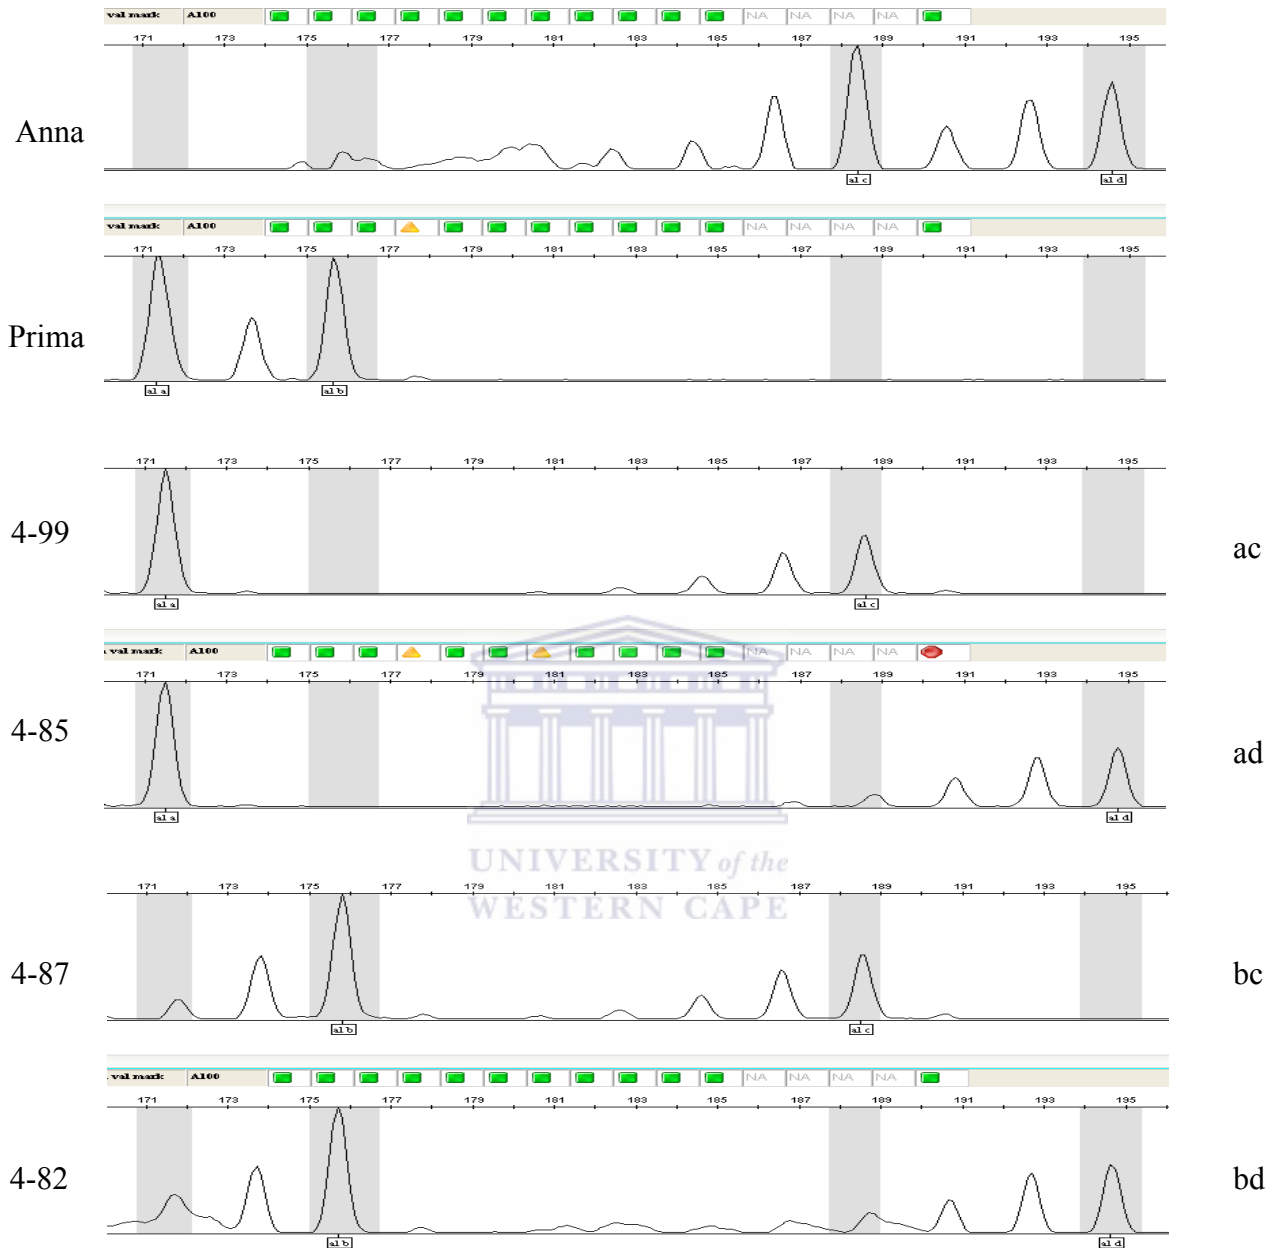 val mark A100 NA NA NA NA
171 173 175 177 179 181 183 185 187 189 191 193 195
Anna
al c al d
val mark A100 NA NA NA NA
171 173 175 177 179 181 183 185 187 189 191 193 195
Prima
al a al b
171 173 175 177 179 181 183 185 187 189 191 193 195
4-99 ac
al a al c
val mark A100 NA NA NA NA
171 173 175 177 179 181 183 185 187 189 191 193 195
4-85 ad
al a al d
UNIVERSITY of the
171 173 175 177 179 181 183 185 187 189 191 193 195
WESTERN CAPE
4-87 bc
al b al c
val mark A100 NA NA NA NA
171 173 175 177 179 181 183 185 187 189 191 193 195
4-82 bd
al b al d